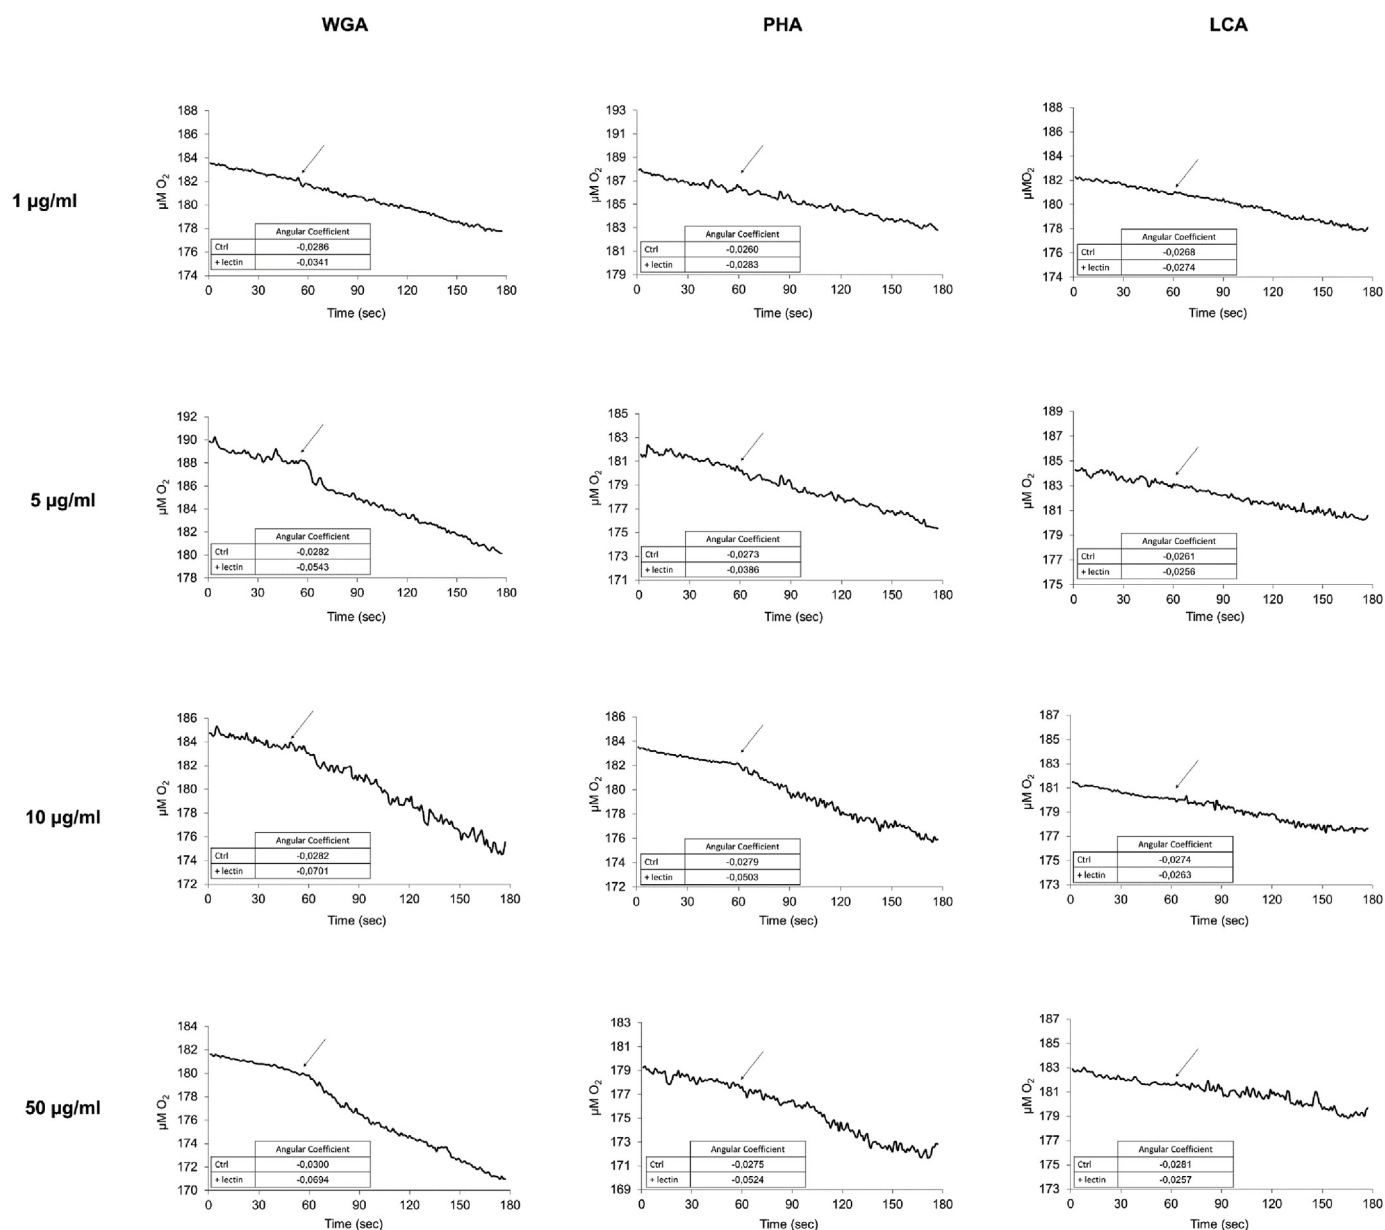 WGA PHA LCA
1 µg/ml
µM O2
188
186
184
182
180
178
176
174
Angular Coefficient
Ctrl -0,0286
+ lectin -0,0341
0 30 60 90 120 150 180
Time (sec)
µM O2
193
191
189
187
185
183
181
279
Angular Coefficient
Ctrl -0,0260
+ lectin -0,0283
0 30 60 90 120 150 180
Time (sec)
µMO2
188
186
184
182
180
178
176
174
Angular Coefficient
Ctrl -0,0268
+ lectin -0,0274
0 30 60 90 120 150 180
Time (sec)
5 µg/ml
µM O2
192
190
188
186
184
182
180
178
Angular Coefficient
Ctrl -0,0282
+ lectin -0,0543
0 30 60 90 120 150 180
Time (sec)
µM O2
185
183
181
179
177
175
173
171
Angular Coefficient
Ctrl -0,0273
+ lectin -0,0386
0 30 60 90 120 150 180
Time (sec)
µM O2
189
187
185
183
181
179
177
175
Angular Coefficient
Ctrl -0,0261
+ lectin -0,0256
0 30 60 90 120 150 180
Time (sec)
10 µg/ml
µM O2
186
184
182
180
178
176
174
172
Angular Coefficient
Ctrl -0,0282
+ lectin -0,0701
0 30 60 90 120 150 180
Time (sec)
µM O2
186
184
182
180
178
176
174
172
Angular Coefficient
Ctrl -0,0279
+ lectin -0,0503
0 30 60 90 120 150 180
Time (sec)
µM O2
187
185
183
181
179
177
175
173
Angular Coefficient
Ctrl -0,0274
+ lectin -0,0263
0 30 60 90 120 150 180
Time (sec)
50 µg/ml
µM O2
184
182
180
178
176
174
172
170
Angular Coefficient
Ctrl -0,0300
+ lectin -0,0694
0 30 60 90 120 150 180
Time (sec)
µM O2
183
181
179
177
175
173
171
169
Angular Coefficient
Ctrl -0,0275
+ lectin -0,0524
0 30 60 90 120 150 180
Time (sec)
µM O2
187
185
183
181
179
177
175
173
Angular Coefficient
Ctrl -0,0281
+ lectin -0,0257
0 30 60 90 120 150 180
Time (sec)